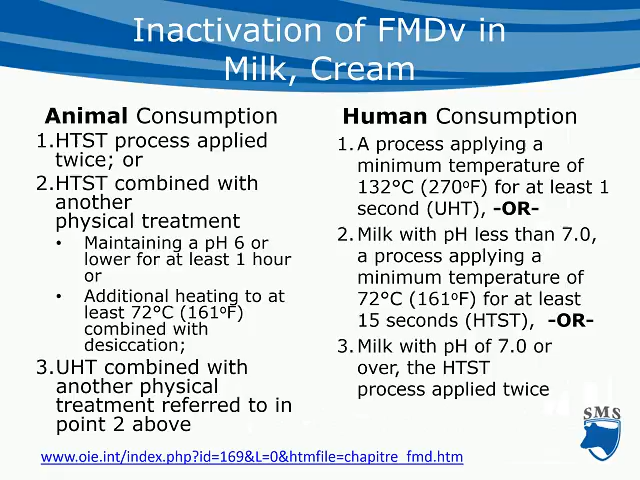 Inactivation of FMDv in
Milk, Cream
Animal Consumption
1.HTST process applied
twice; or
2.HTST combined with
another
physical treatment
• Maintaining a pH 6 or
lower for at least 1 hour
or
• Additional heating to at
least 72°C (161ºF)
combined with
desiccation;
3.UHT combined with
another physical
treatment referred to in
point 2 above
Human Consumption
1. A process applying a
minimum temperature of
132°C (270ºF) for at least 1
second (UHT), -OR-
2. Milk with pH less than 7.0,
a process applying a
minimum temperature of
72°C (161ºF) for at least
15 seconds (HTST), -OR-
3. Milk with pH of 7.0 or
over, the HTST
process applied twice
SMS
www.oie.int/index.php?id=169&L=0&htmfile=chapitre_fmd.htm